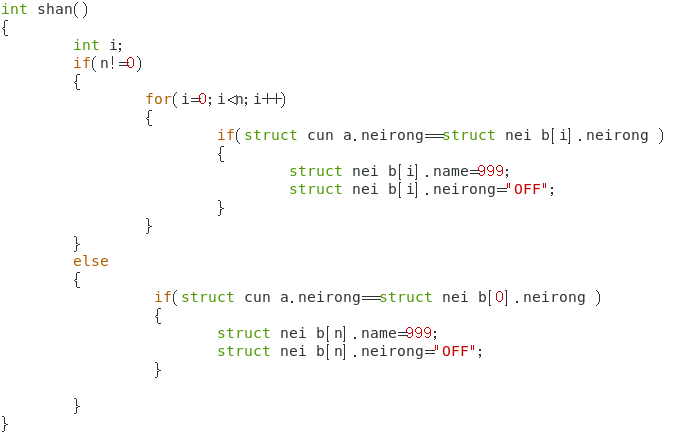 int shan()
{
int i;
if(n!=0)
{
for(i=0;i<n;i++)
{
if(struct cun a.neirong==struct nei b[i].neirong )
{
struct nei b[i].name=999;
struct nei b[i].neirong="OFF";
}
}
}
else
{
if(struct cun a.neirong==struct nei b[0].neirong )
{
struct nei b[n].name=999;
struct nei b[n].neirong="OFF";
}
}
}